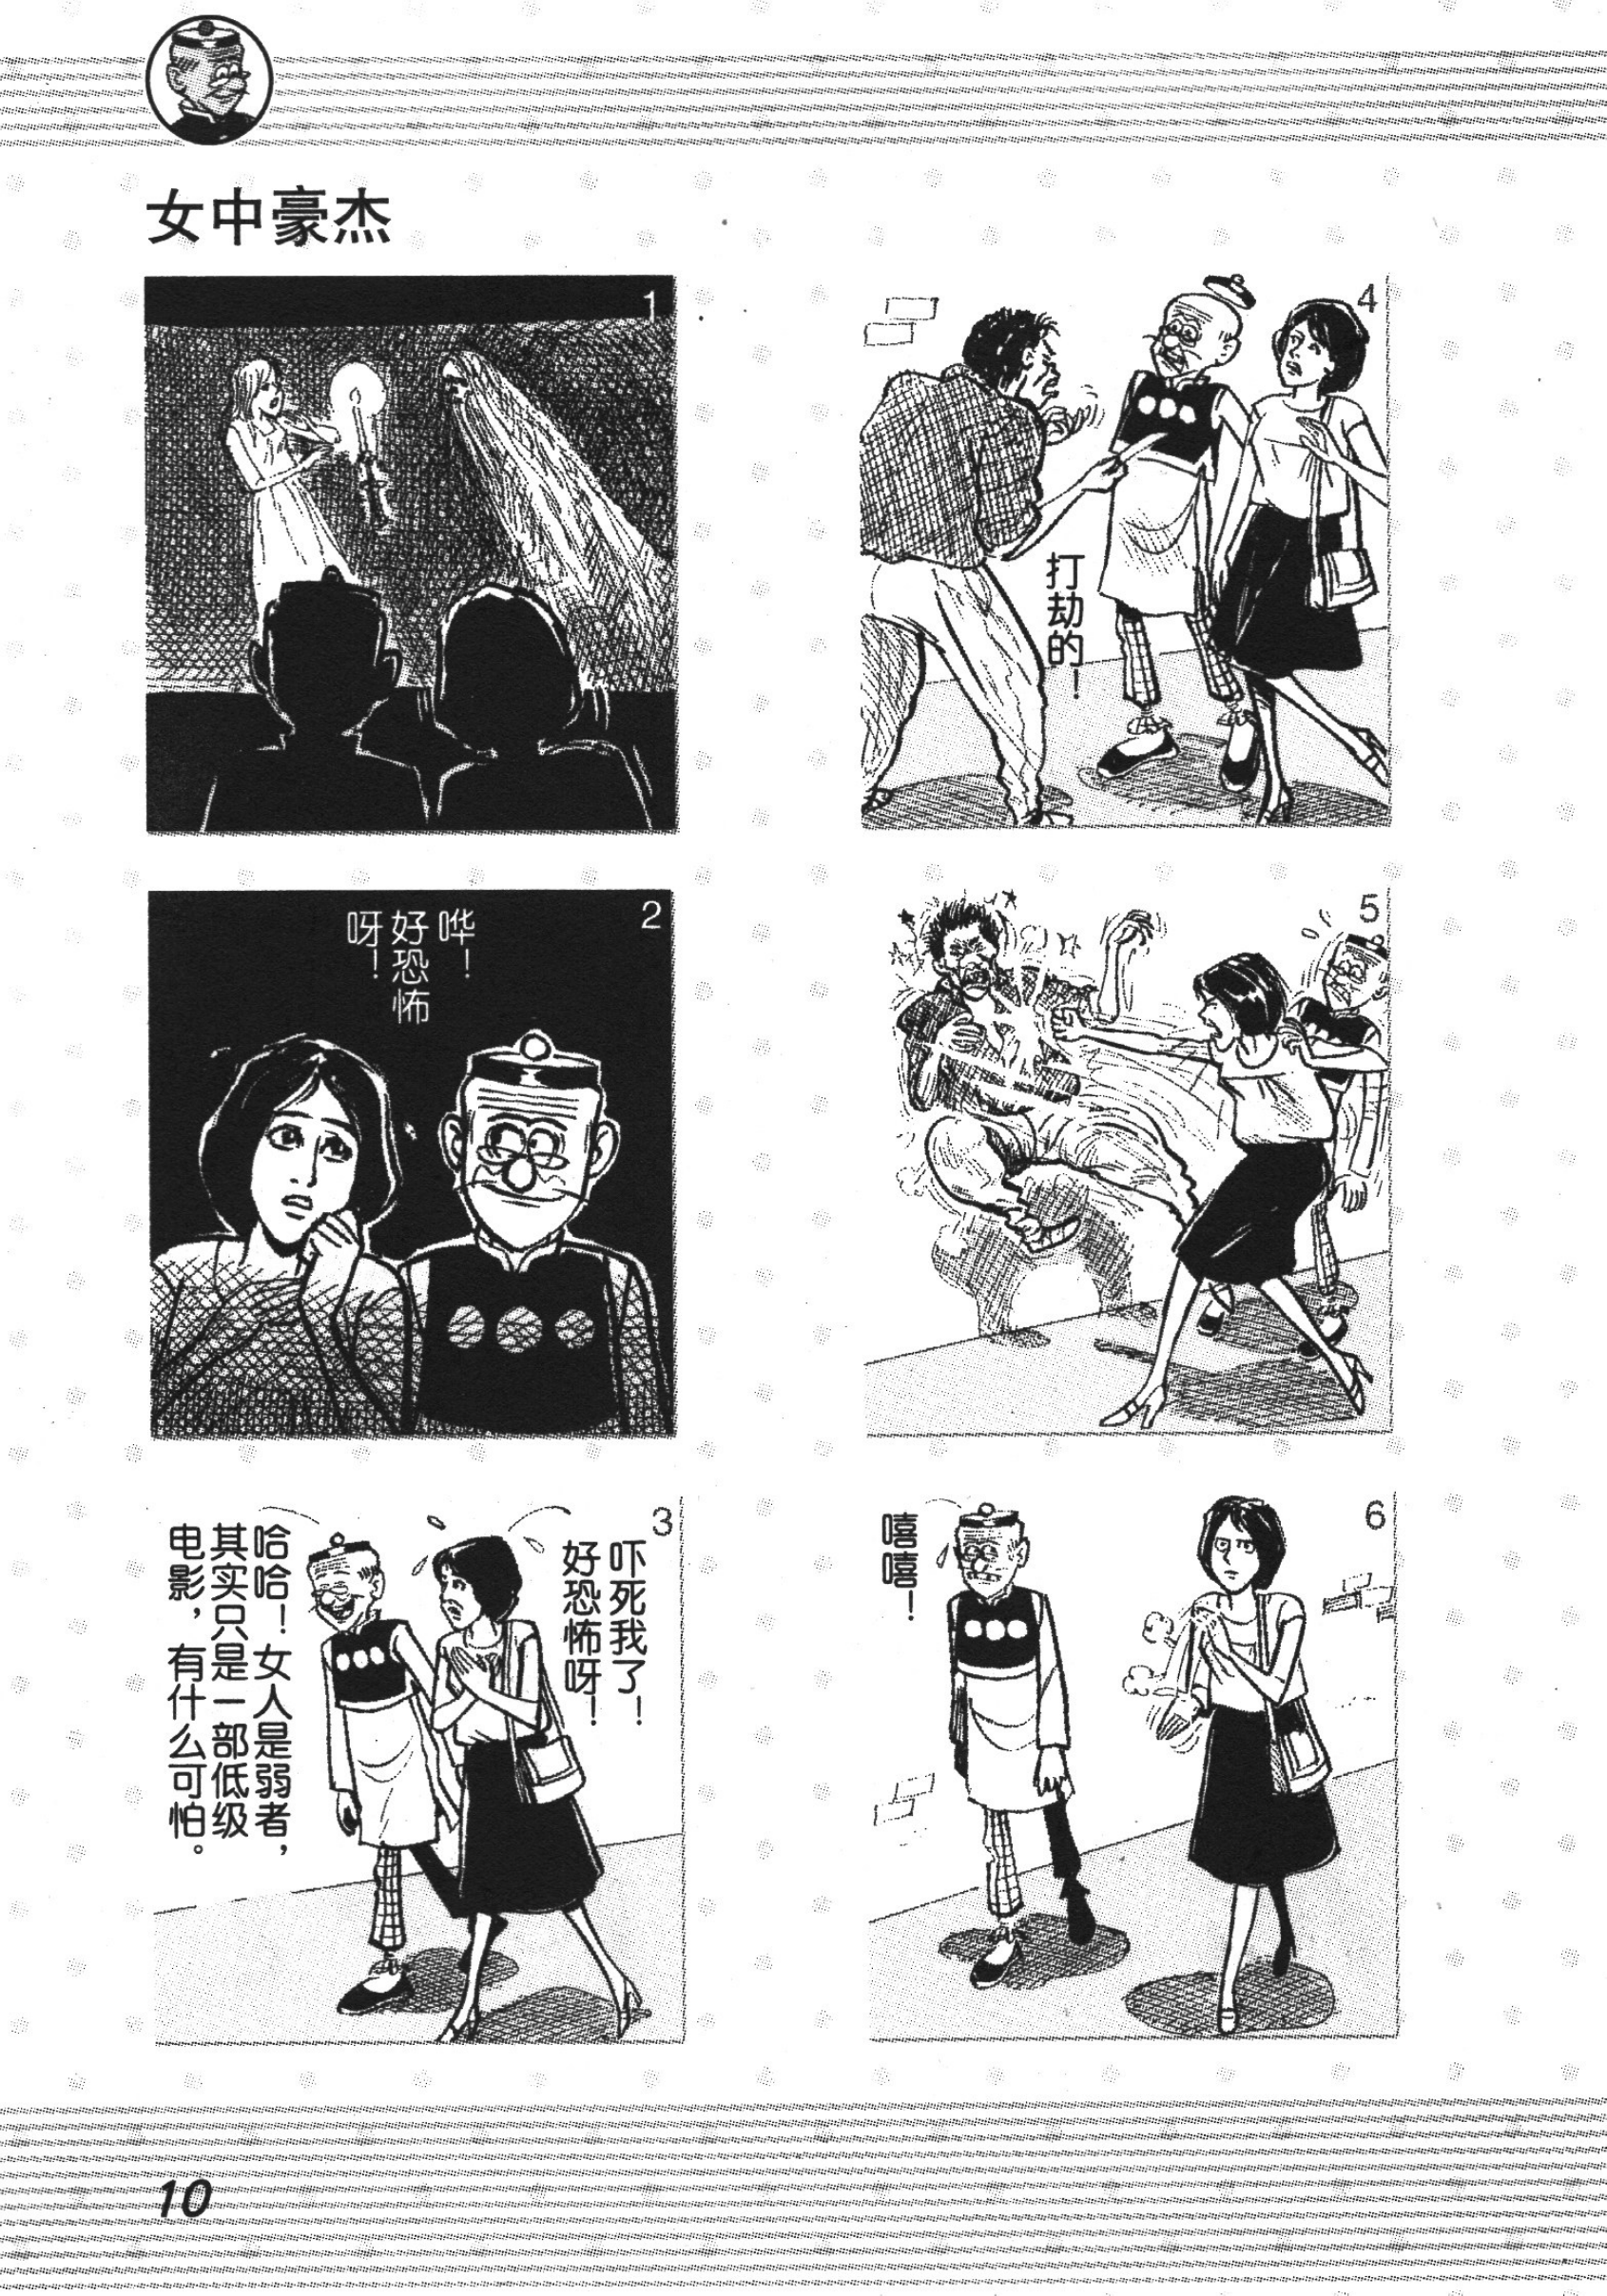 女中豪杰
1
2
哗！
好恐怖
呀！
3
吓死我了！
好恐怖呀！
哈哈！女人是弱者，
其实只是一部低级
电影，有什么可怕。
4
打劫的！
5
6
嘻嘻！
10